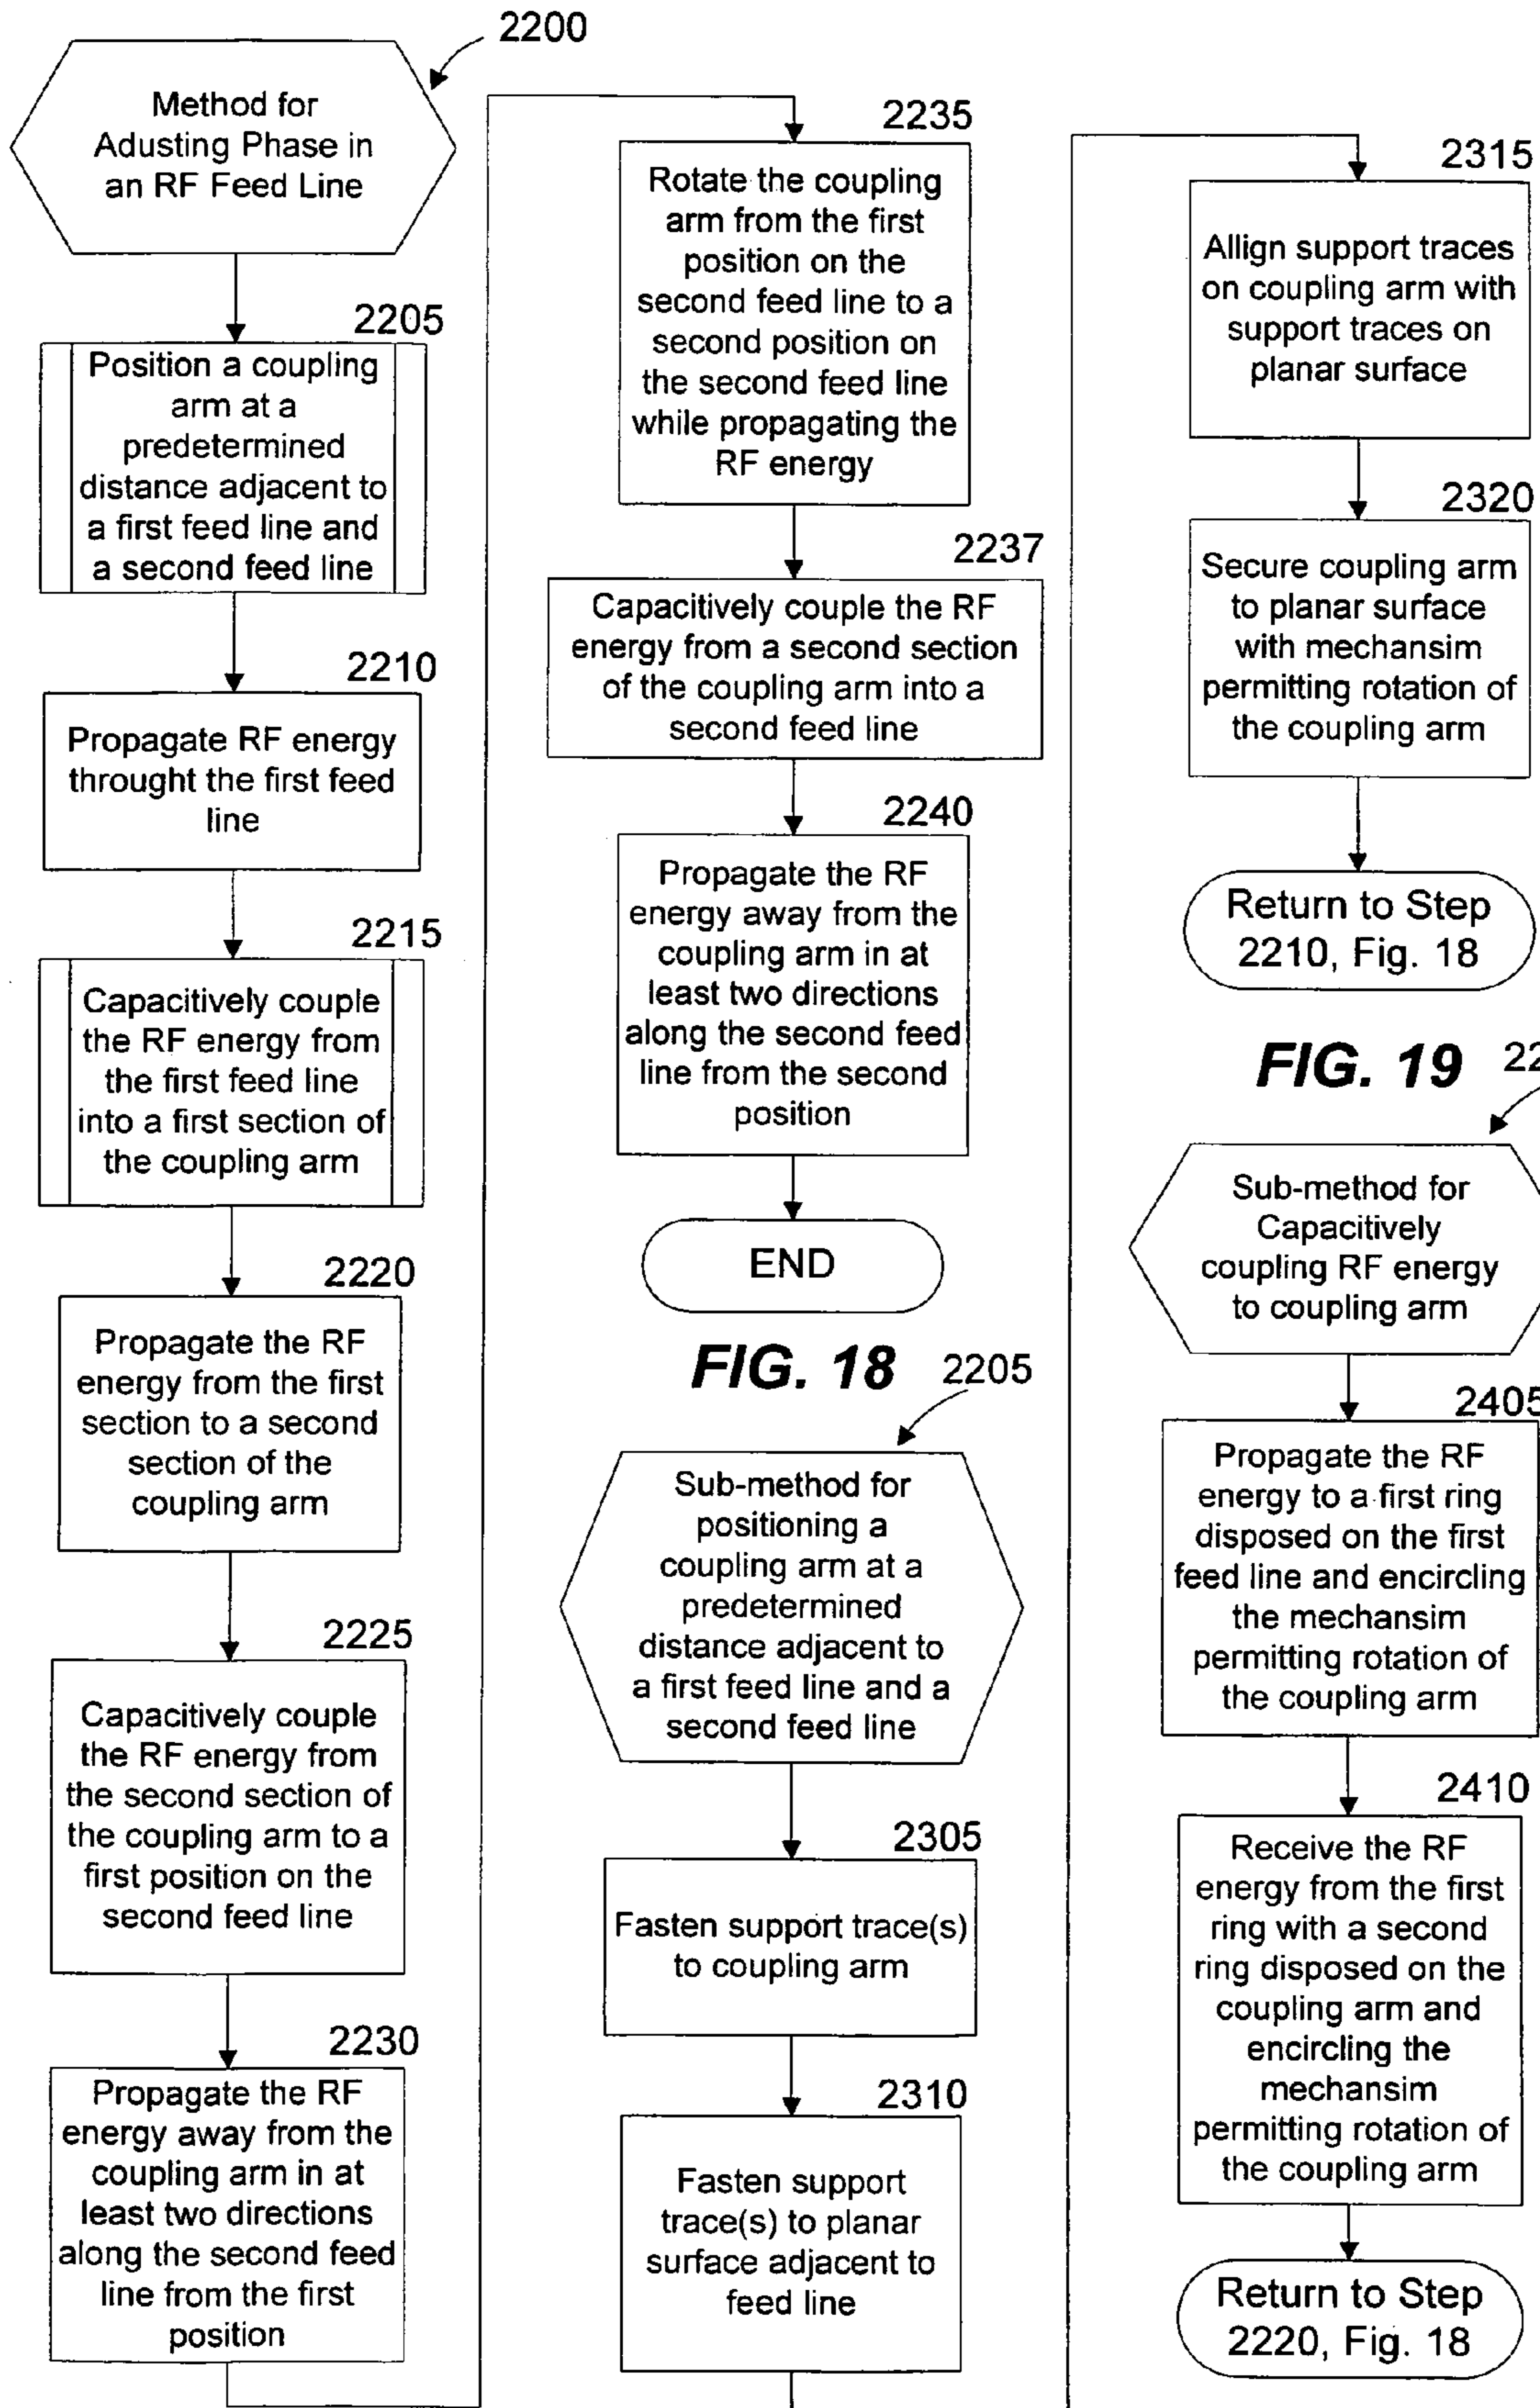 2200
Method for
Adusting Phase in
an RF Feed Line
2205
Position a coupling
arm at a
predetermined
distance adjacent to
a first feed line and
a second feed line
2210
Propagate RF energy
throught the first feed
line
2215
Capacitively couple
the RF energy from
the first feed line
into a first section of
the coupling arm
2220
Propagate the RF
energy from the first
section to a second
section of the
coupling arm
2225
Capacitively couple
the RF energy from
the second section of
the coupling arm to a
first position on the
second feed line
2230
Propagate the RF
energy away from the
coupling arm in at
least two directions
along the second feed
line from the first
position
2235
Rotate the coupling
arm from the first
position on the
second feed line to a
second position on
the second feed line
while propagating the
RF energy
2237
Capacitively couple the RF
energy from a second section
of the coupling arm into a
second feed line
2240
Propagate the RF
energy away from the
coupling arm in at
least two directions
along the second feed
line from the second
position
END
FIG. 18
2205
Sub-method for
positioning a
coupling arm at a
predetermined
distance adjacent to
a first feed line and a
second feed line
2305
Fasten support trace(s)
to coupling arm
2310
Fasten support
trace(s) to planar
surface adjacent to
feed line
2315
Allign support traces
on coupling arm with
support traces on
planar surface
2320
Secure coupling arm
to planar surface
with mechansim
permitting rotation of
the coupling arm
Return to Step
2210, Fig. 18
FIG. 19
Sub-method for
Capacitively
coupling RF energy
to coupling arm
2405
Propagate the RF
energy to a first ring
disposed on the first
feed line and encircling
the mechansim
permitting rotation of
the coupling arm
2410
Receive the RF
energy from the first
ring with a second
ring disposed on the
coupling arm and
encircling the
mechansim
permitting rotation of
the coupling arm
Return to Step
2220, Fig. 18